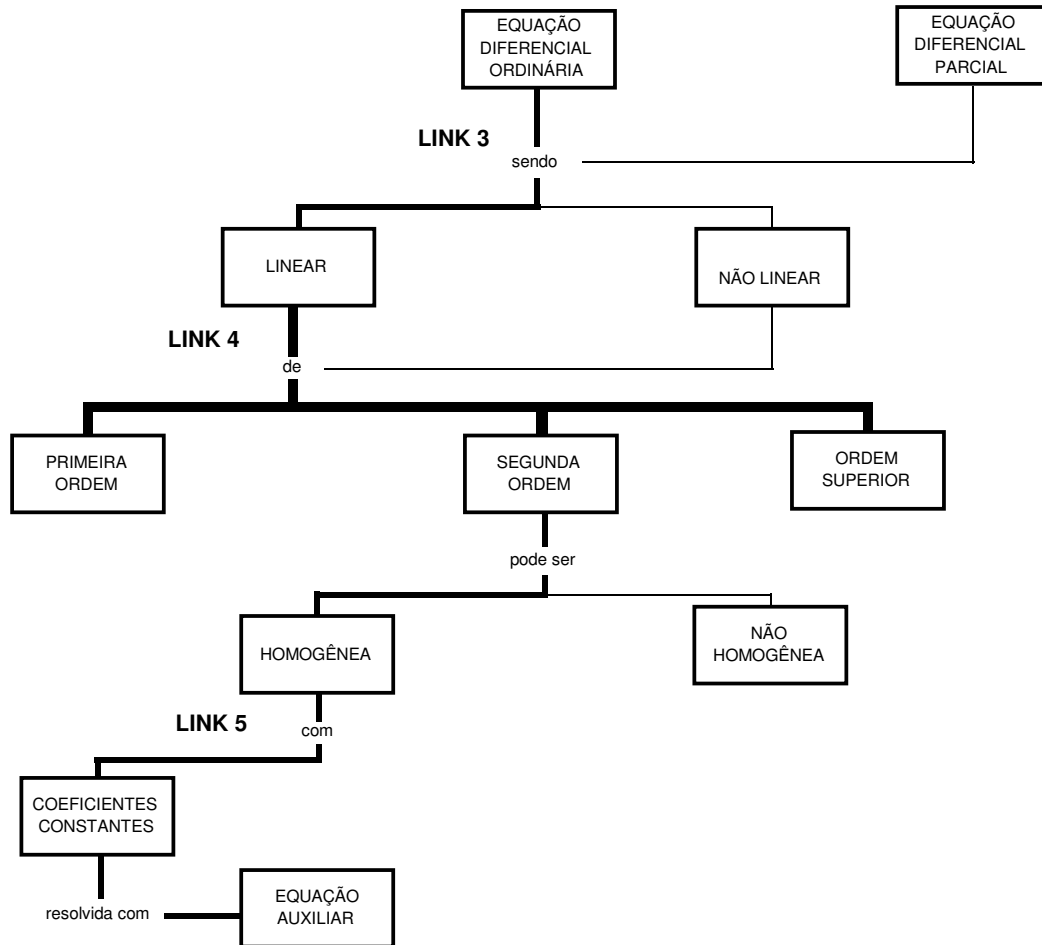 EQUAÇÃO
DIFERENCIAL
ORDINÁRIA
EQUAÇÃO
DIFERENCIAL
PARCIAL
LINK 3
sendo
LINEAR
NÃO LINEAR
LINK 4
de
PRIMEIRA
ORDEM
SEGUNDA
ORDEM
ORDEM
SUPERIOR
pode ser
HOMOGÊNEA
NÃO
HOMOGÊNEA
LINK 5
com
COEFICIENTES
CONSTANTES
resolvida com
EQUAÇÃO
AUXILIAR